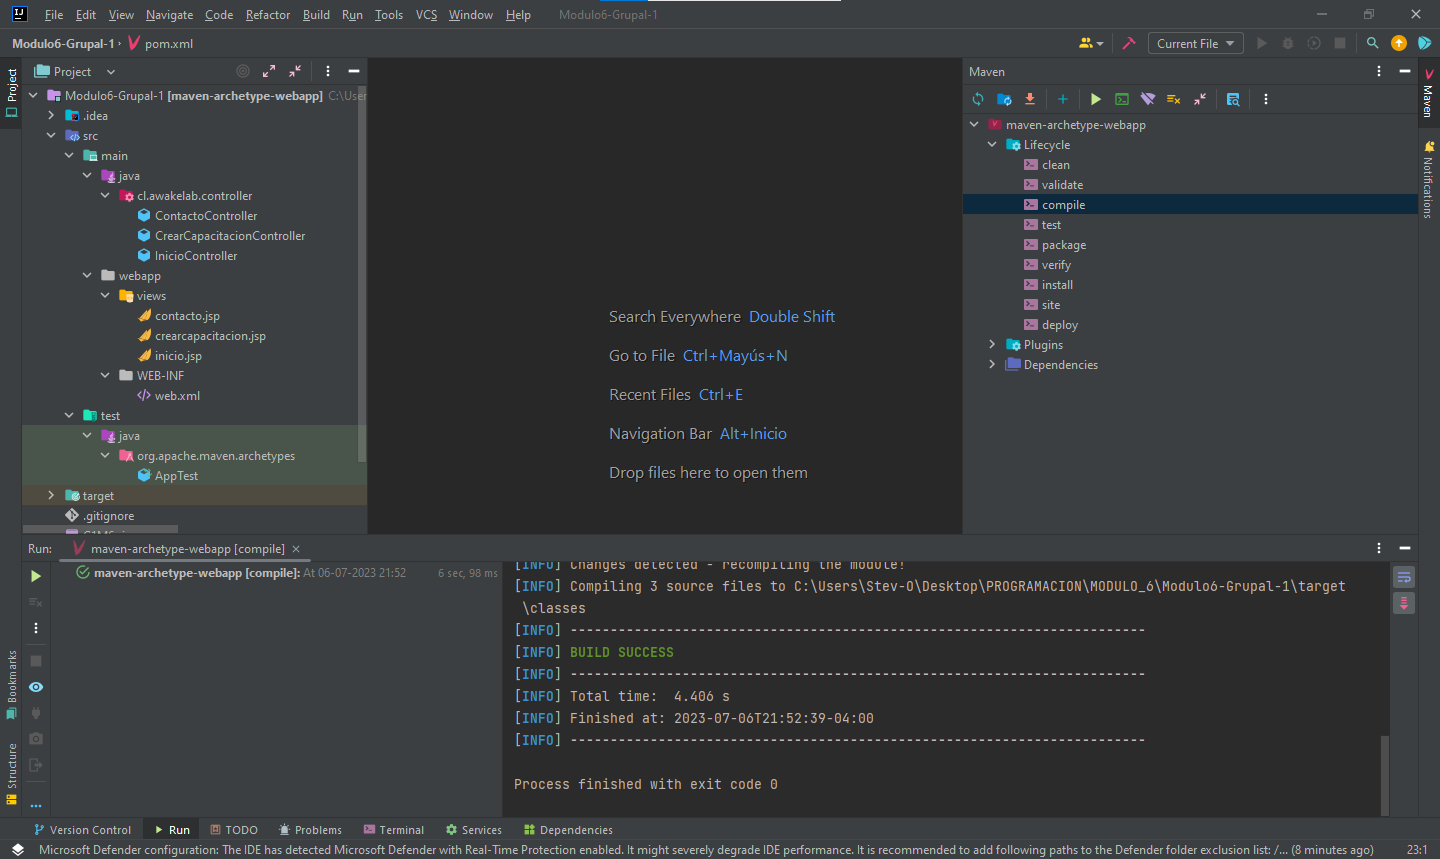 File Edit View Navigate Code Refactor Build Run Tools VCS Window Help Modulo6-Grupal-1
Modulo6-Grupal-1 pom.xml
Current File
Project
Project
Modulo6-Grupal-1 [maven-archetype-webapp] C:\User
.idea
src
main
java
cl.awakelab.controller
ContactoController
CrearCapacitacionController
InicioController
webapp
views
contacto.jsp
crearcapacitacion.jsp
inicio.jsp
WEB-INF
web.xml
test
java
org.apache.maven.archetypes
AppTest
target
.gitignore
Search Everywhere Double Shift
Go to File Ctrl+Mayús+N
Recent Files Ctrl+E
Navigation Bar Alt+Inicio
Drop files here to open them
Maven
maven-archetype-webapp
Lifecycle
clean
validate
compile
test
package
verify
install
site
deploy
Plugins
Dependencies
Maven
Notifications
Run: maven-archetype-webapp [compile]
maven-archetype-webapp [compile]: At 06-07-2023 21:52 6 sec, 98 ms
[INFO] Changes detected - recompiling the module!
[INFO] Compiling 3 source files to C:\Users\Stev-O\Desktop\PROGRAMACION\MODULO_6\Modulo6-Grupal-1\target
\classes
[INFO] ------------------------------------------------------------------------
[INFO] BUILD SUCCESS
[INFO] ------------------------------------------------------------------------
[INFO] Total time:  4.406 s
[INFO] Finished at: 2023-07-06T21:52:39-04:00
[INFO] ------------------------------------------------------------------------
Process finished with exit code 0
Bookmarks
Structure
Version Control Run TODO Problems Terminal Services Dependencies
Microsoft Defender configuration: The IDE has detected Microsoft Defender with Real-Time Protection enabled. It might severely degrade IDE performance. It is recommended to add following paths to the Defender folder exclusion list: /... (8 minutes ago) 23:1